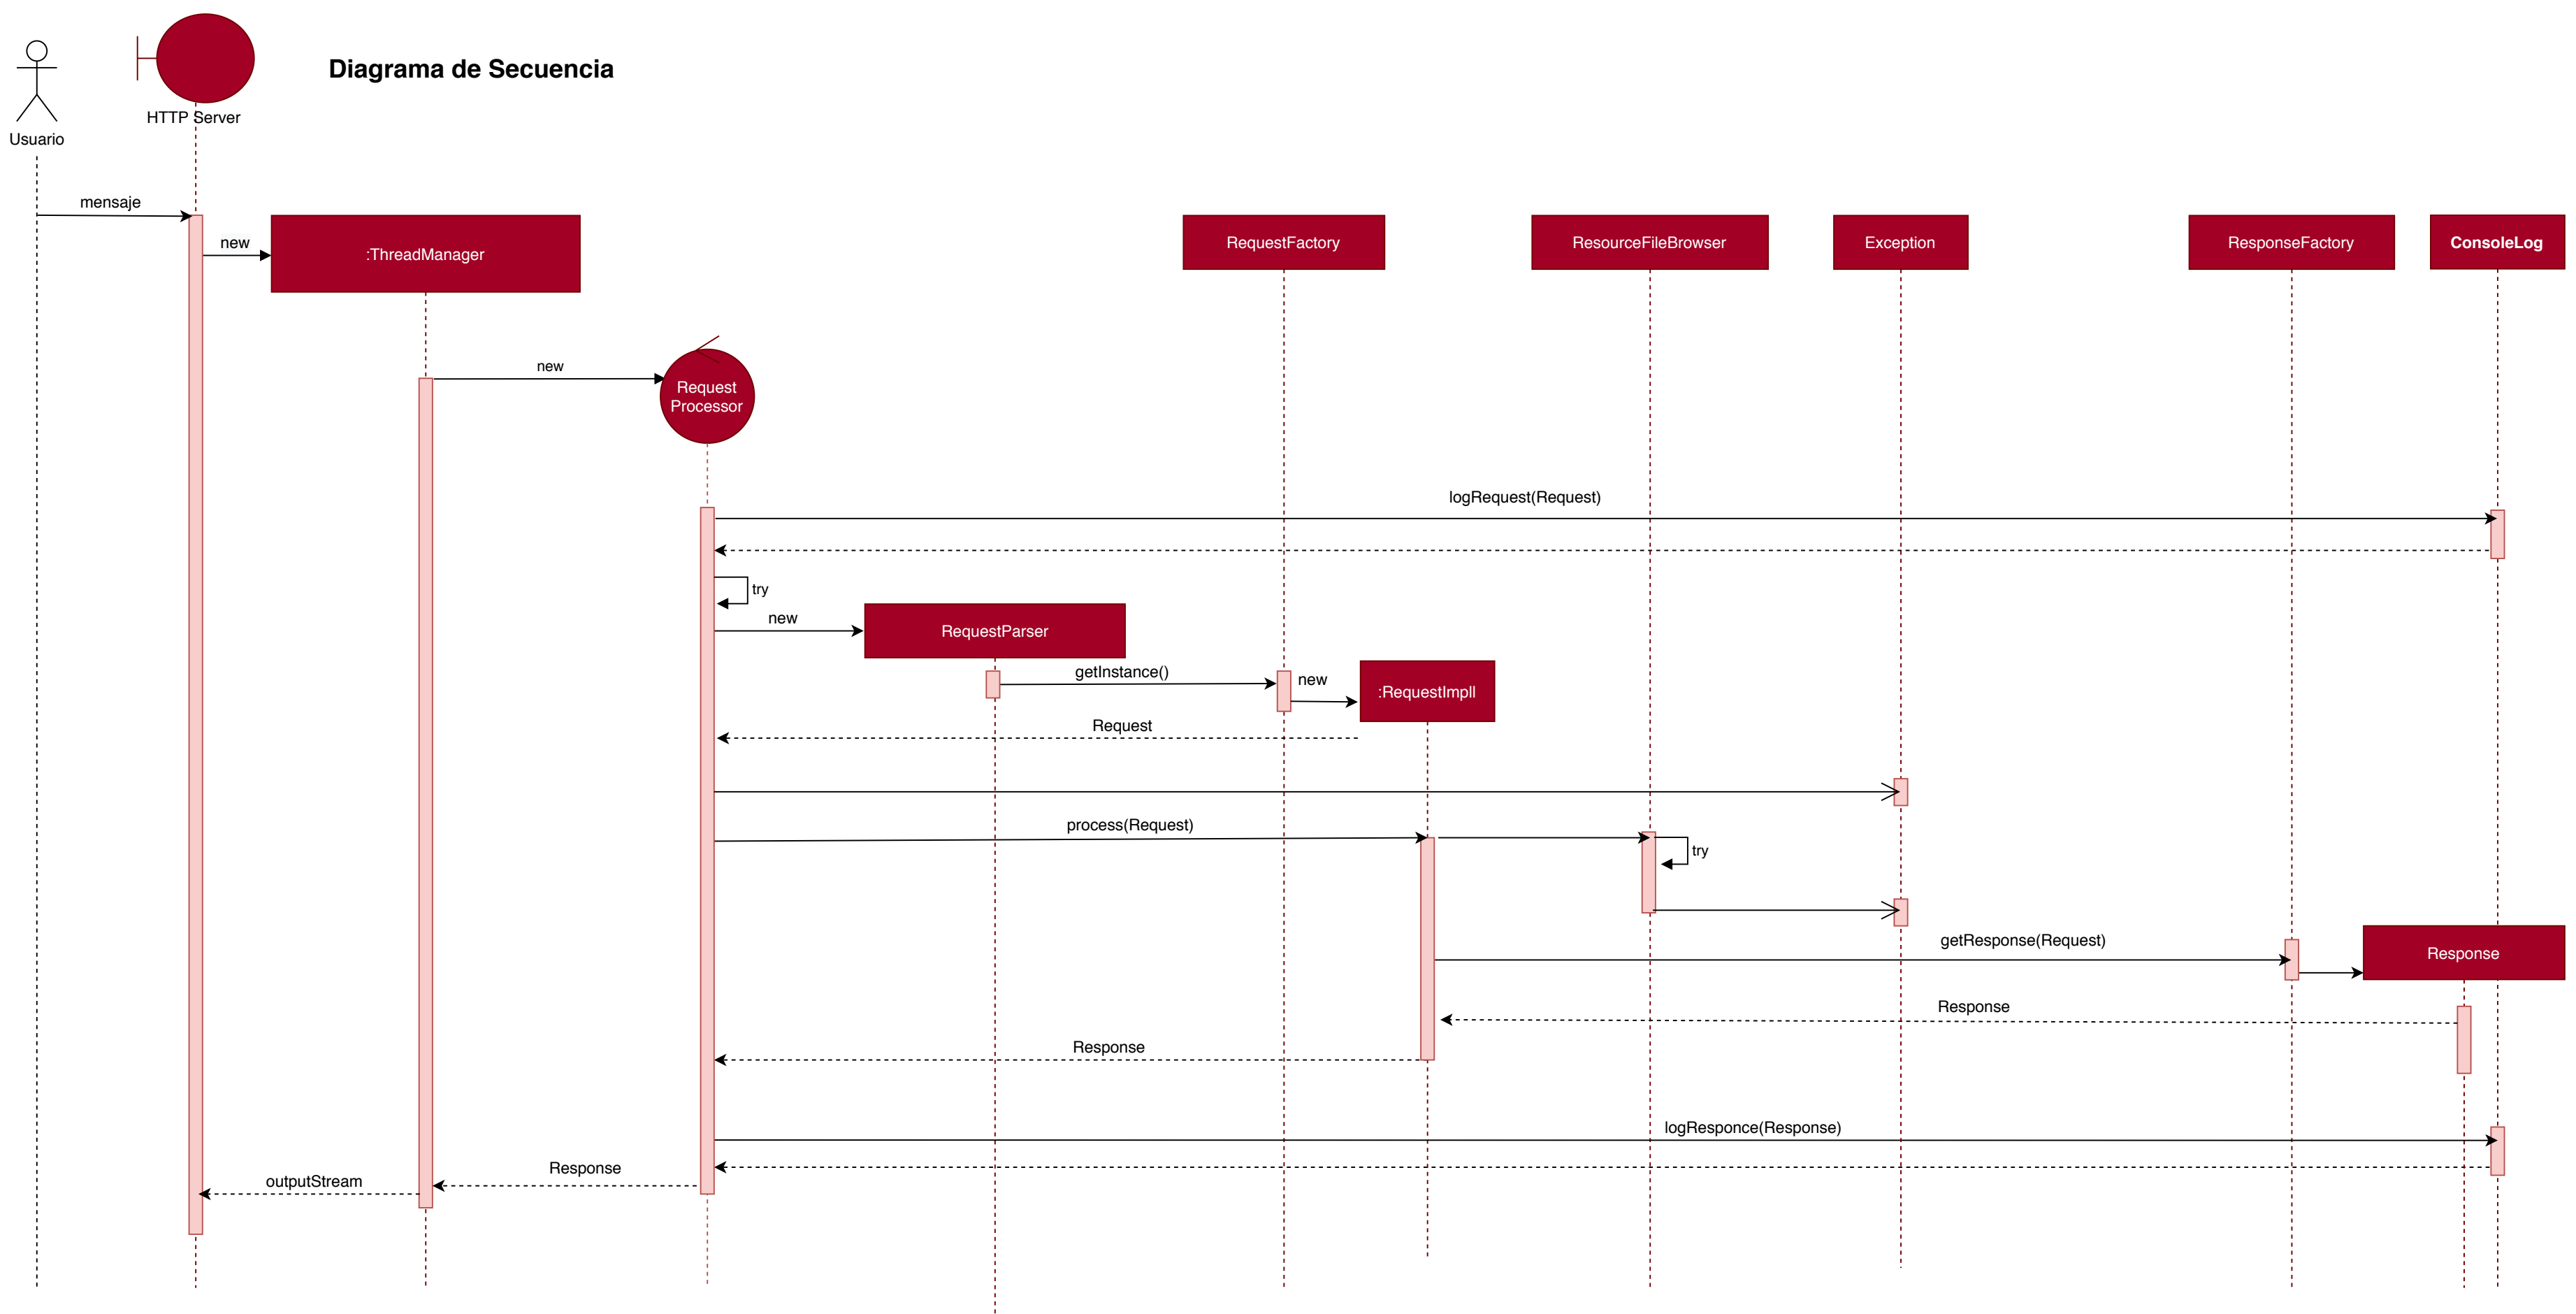 Diagrama de Secuencia
HTTP Server
Usuario
mensaje
new
:ThreadManager
RequestFactory
ResourceFileBrowser
Exception
ResponseFactory
ConsoleLog
new
Request
Processor
logRequest(Request)
try
new
RequestParser
getInstance()
new
:RequestImpll
Request
process(Request)
try
getResponse(Request)
Response
Response
Response
logResponce(Response)
Response
outputStream